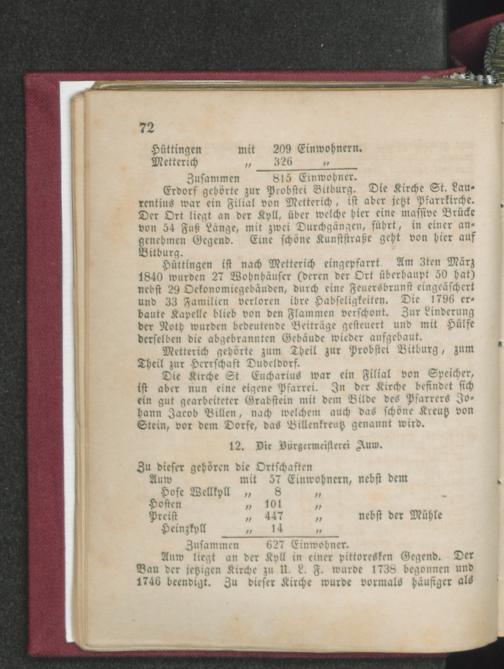 72
Hüttingen mit 209 Einwohnern.
Metterich „ 326 „
Zusammen 815 Einwohner.
Erdorf gehörte zur Probstei Bitburg. Die Kirche St. Lau-
rentius war ein Filial von Metterich, ist aber jetzt Pfarrkirche.
Der Ort liegt an der Kyll, über welche hier eine massive Brücke
von 54 Fuß Länge, mit zwei Durchgängen, führt, in einer an-
genehmen Gegend. Eine schöne Kunststraße geht von hier auf
Bitburg.
Hüttingen ist nach Metterich eingepfarrt. Am 3ten März
1840 wurden 27 Wohnhäuser (deren der Ort überhaupt 50 hat)
nebst 29 Oekonomiegebäuden, durch eine Feuersbrunst eingeäschert
und 33 Familien verloren ihre Habseligkeiten. Die 1796 er-
baute Kapelle blieb von den Flammen verschont. Zur Linderung
der Noth wurden bedeutende Beiträge gesteuert und mit Hülfe
derselben die abgebrannten Gebäude wieder aufgebaut.
Metterich gehörte zum Theil zur Probstei Bitburg, zum
Theil zur Herrschaft Dudeldorf.
Die Kirche St. Eucharius war ein Filial von Speicher,
ist aber nun eine eigene Pfarrei. In der Kirche befindet sich
ein gut gearbeiteter Grabstein mit dem Bilde des Pfarrers Jo-
hann Jacob Billen, nach welchem auch das schöne Kreutz von
Stein, vor dem Dorfe, das Billenkreutz genannt wird.
12. Die Bürgermeisterei Auw.
Zu dieser gehören die Ortschaften
Auw mit 57 Einwohnern, nebst dem
Hofe Wellkyll „ 8 „
Hosten „ 101 „
Preist „ 447 „ nebst der Mühle
Heinzkyll „ 14 „
Zusammen 627 Einwohner.
Auw liegt an der Kyll in einer pittoresken Gegend. Der
Bau der jetzigen Kirche zu U. L. F. wurde 1738 begonnen und
1746 beendigt. Zu dieser Kirche wurde vormals häufiger als